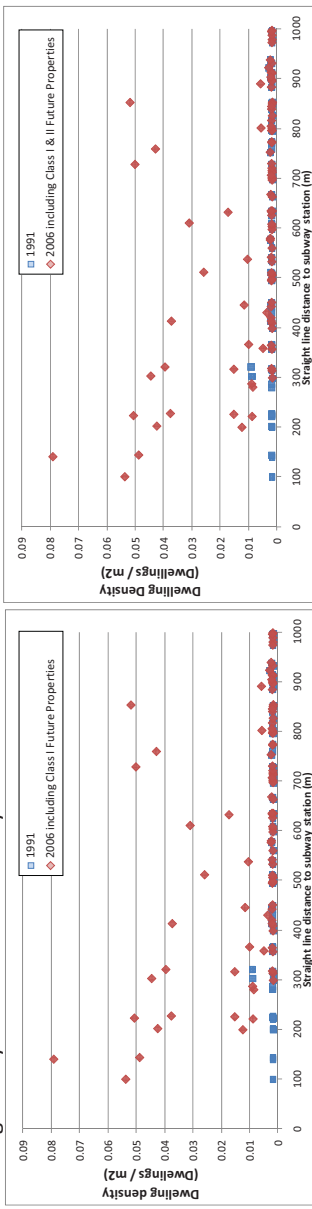 Dweling density
(Dwellings / m2)
0.09
0.08
0.07
0.06
0.05
0.04
0.03
0.02
0.01
0
1991
2006 including Class I Future Properties
0 100 200 300 400 500 600 700 800 900 1000
Straight line distance to subway station (m)
Dwelling Density
(Dwellings / m2)
0.09
0.08
0.07
0.06
0.05
0.04
0.03
0.02
0.01
0
1991
2006 including Class I & II Future Properties
0 100 200 300 400 500 600 700 800 900 1000
Straight line distance to subway station (m)